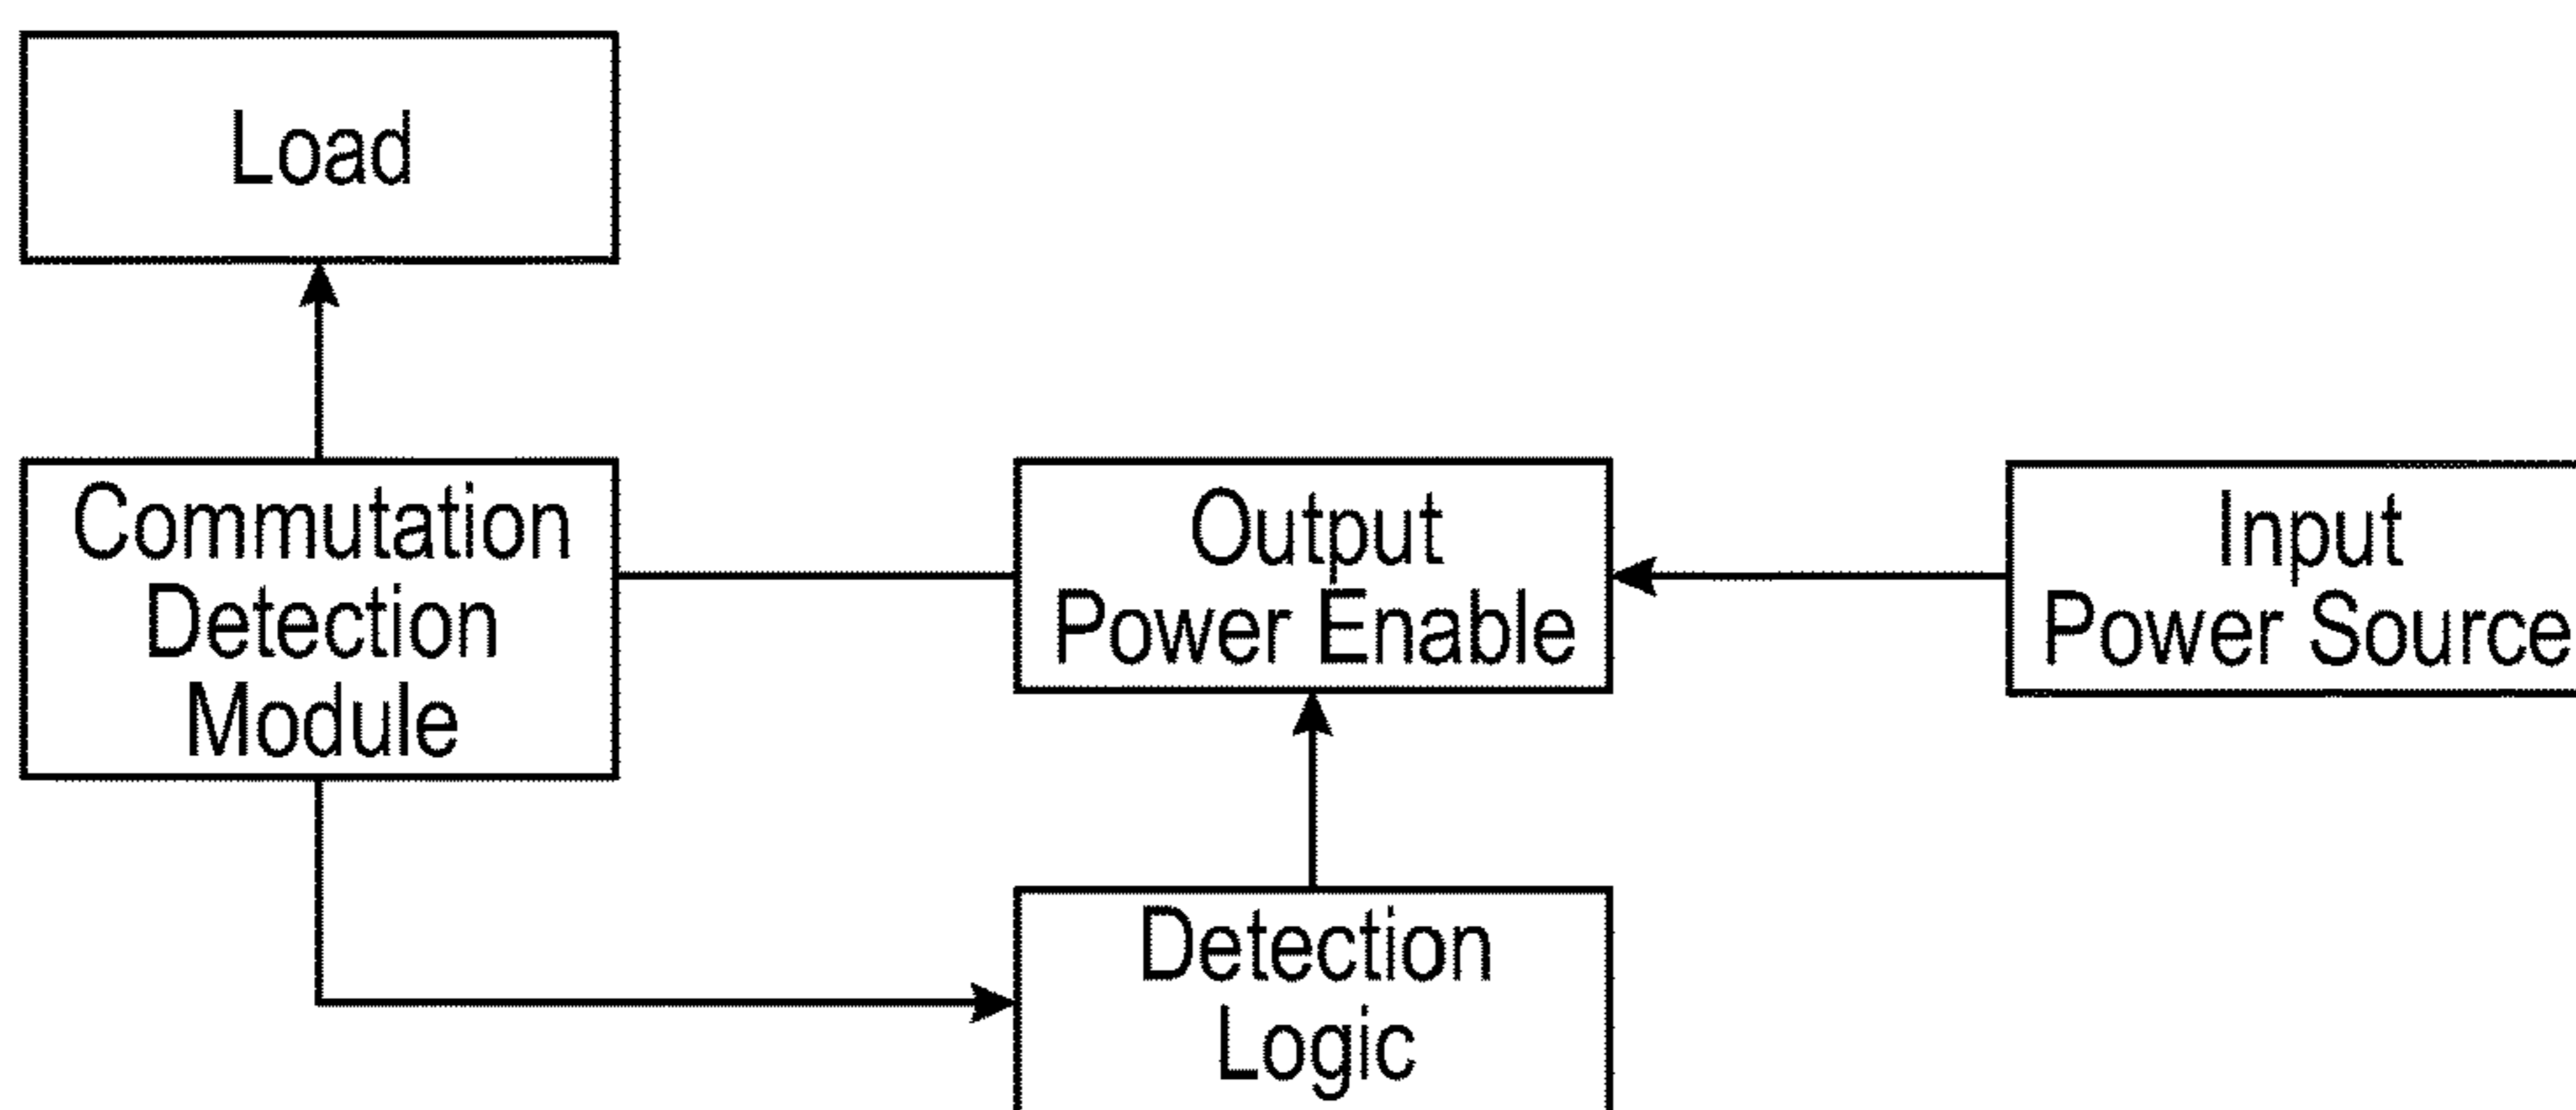 Load
Commutation
Detection
Module
Output
Power Enable
Input
Power Source
Detection
Logic